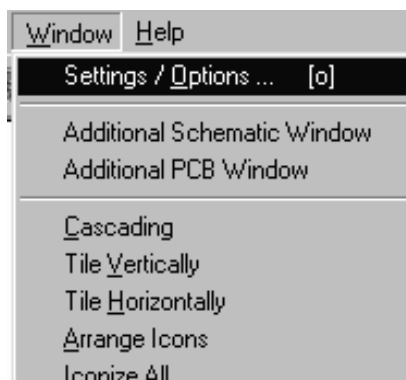 Window Help
Settings / Options ... [o]
Additional Schematic Window
Additional PCB Window
Cascading
Tile Vertically
Tile Horizontally
Arrange Icons
Iconize All